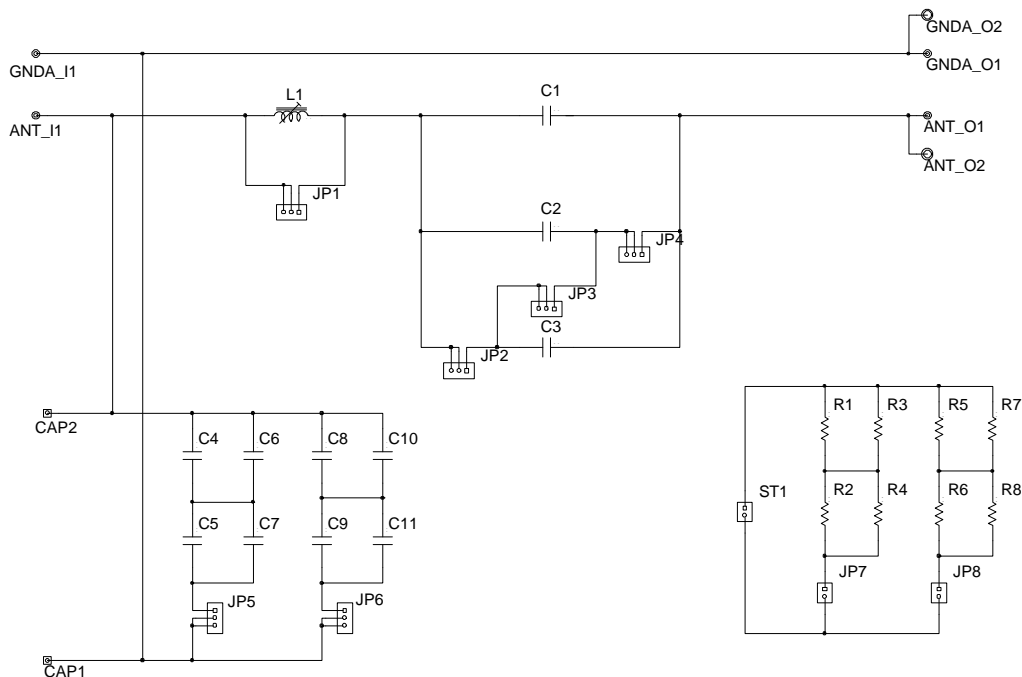 GNDA_O2
GNDA_I1
GNDA_O1
L1
C1
ANT_I1
ANT_O1
ANT_O2
JP1
C2
JP4
JP3
C3
JP2
CAP2
C4
C6
C8
C10
R1
R3
R5
R7
ST1
R2
R4
R6
R8
C5
C7
C9
C11
JP7
JP8
JP5
JP6
CAP1